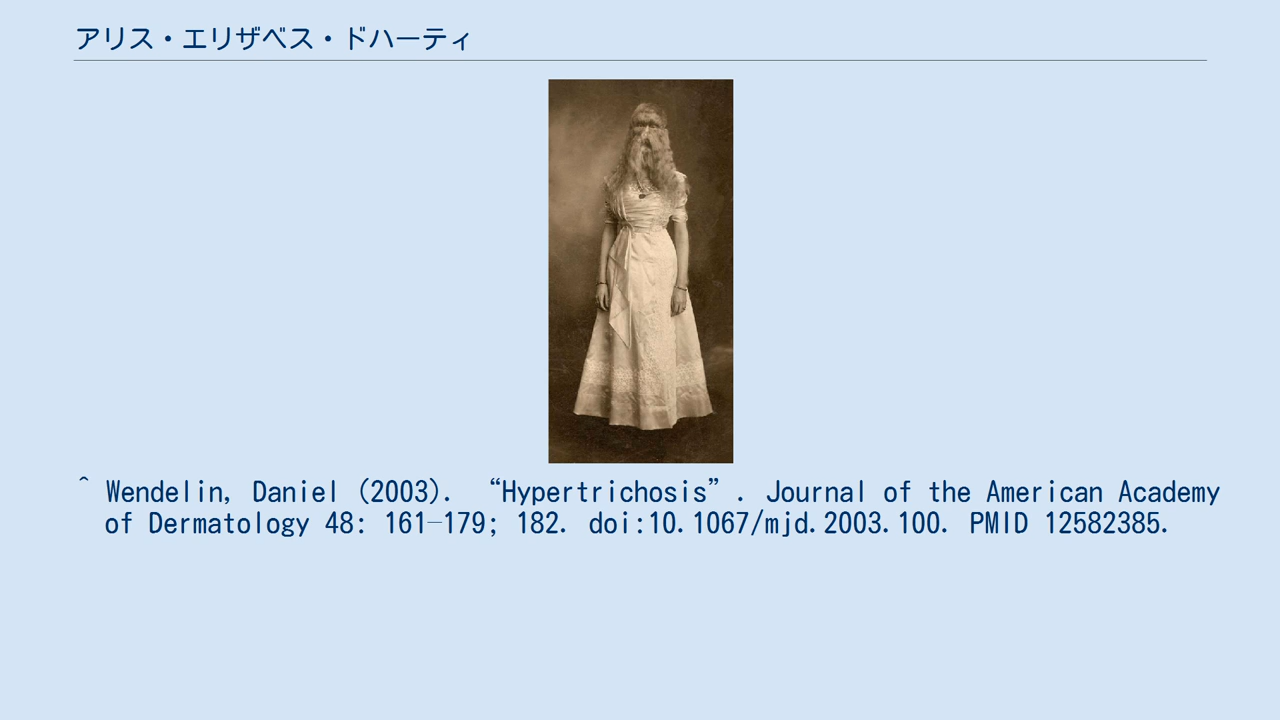 アリス・エリザベス・ドハーティ
^ Wendelin, Daniel (2003). “Hypertrichosis”. Journal of the American Academy
of Dermatology 48: 161–179; 182. doi:10.1067/mjd.2003.100. PMID 12582385.